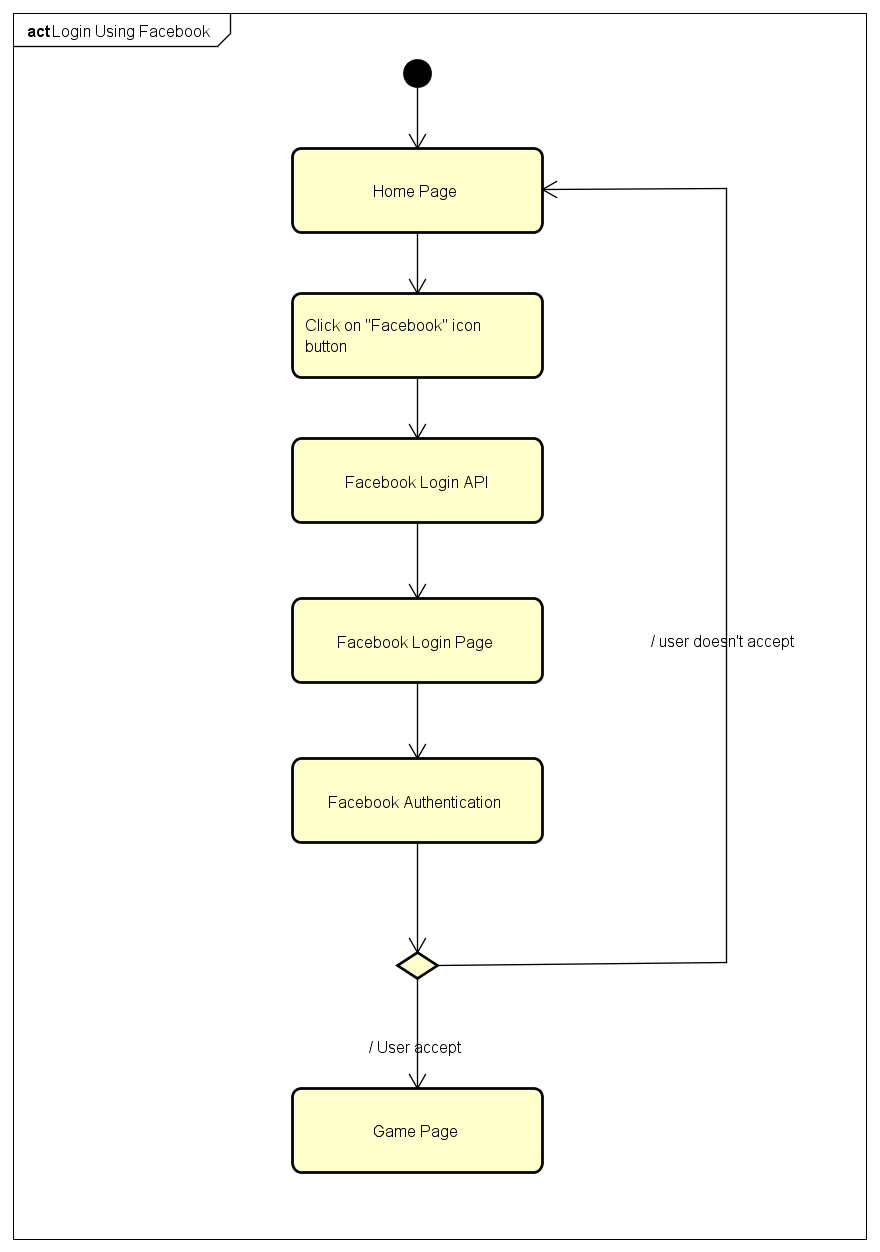 act Login Using Facebook
Home Page
Click on "Facebook" icon
button
Facebook Login API
Facebook Login Page
/ user doesn't accept
Facebook Authentication
/ User accept
Game Page